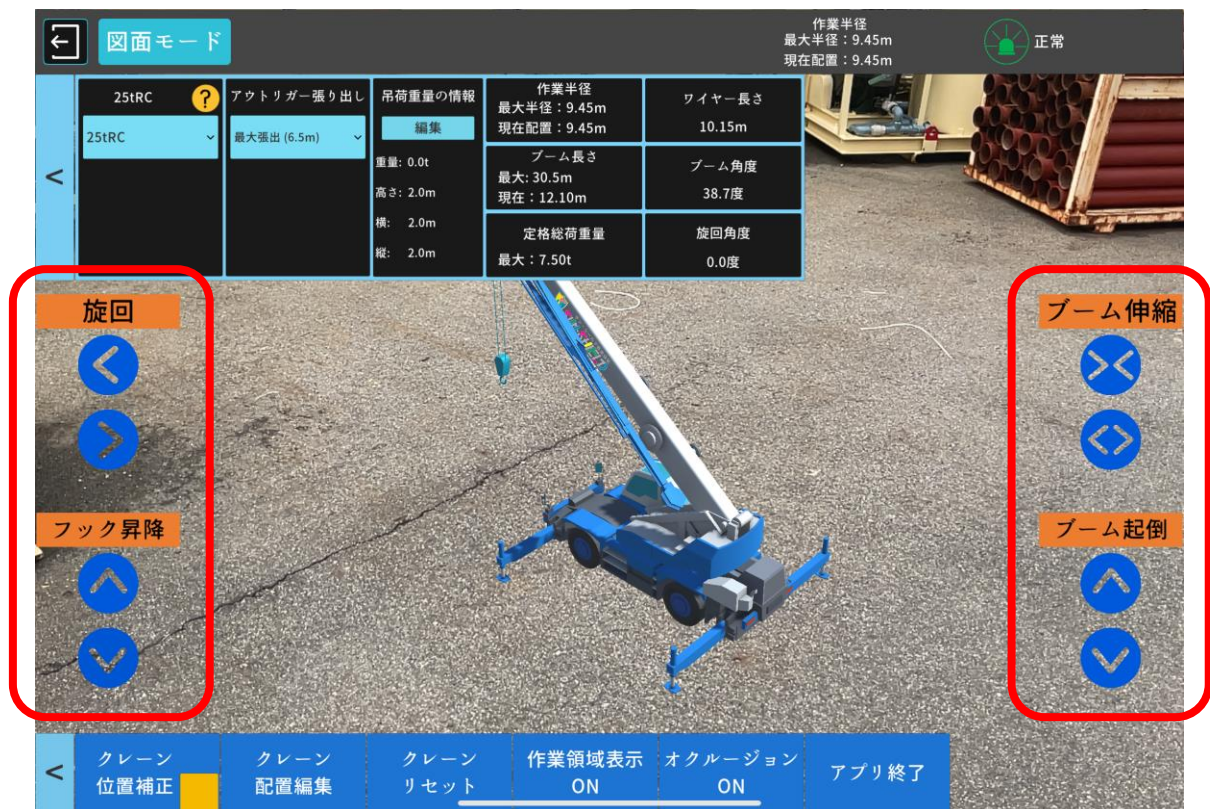 図面モード
作業半径
最大半径：9.45m
現在配置：9.45m
正常
25tRC
?
25tRC
アウトリガー張り出し
最大張出 (6.5m)
吊荷重量の情報
編集
重量: 0.0t
高さ: 2.0m
横: 2.0m
縦: 2.0m
作業半径
最大半径：9.45m
現在配置：9.45m
ワイヤー長さ
10.15m
ブーム長さ
最大: 30.5m
現在：12.10m
ブーム角度
38.7度
定格総荷重量
最大：7.50t
旋回角度
0.0度
旋回
フック昇降
ブーム伸縮
ブーム起倒
クレーン
位置補正
クレーン
配置編集
クレーン
リセット
作業領域表示
ON
オクルージョン
ON
アプリ終了